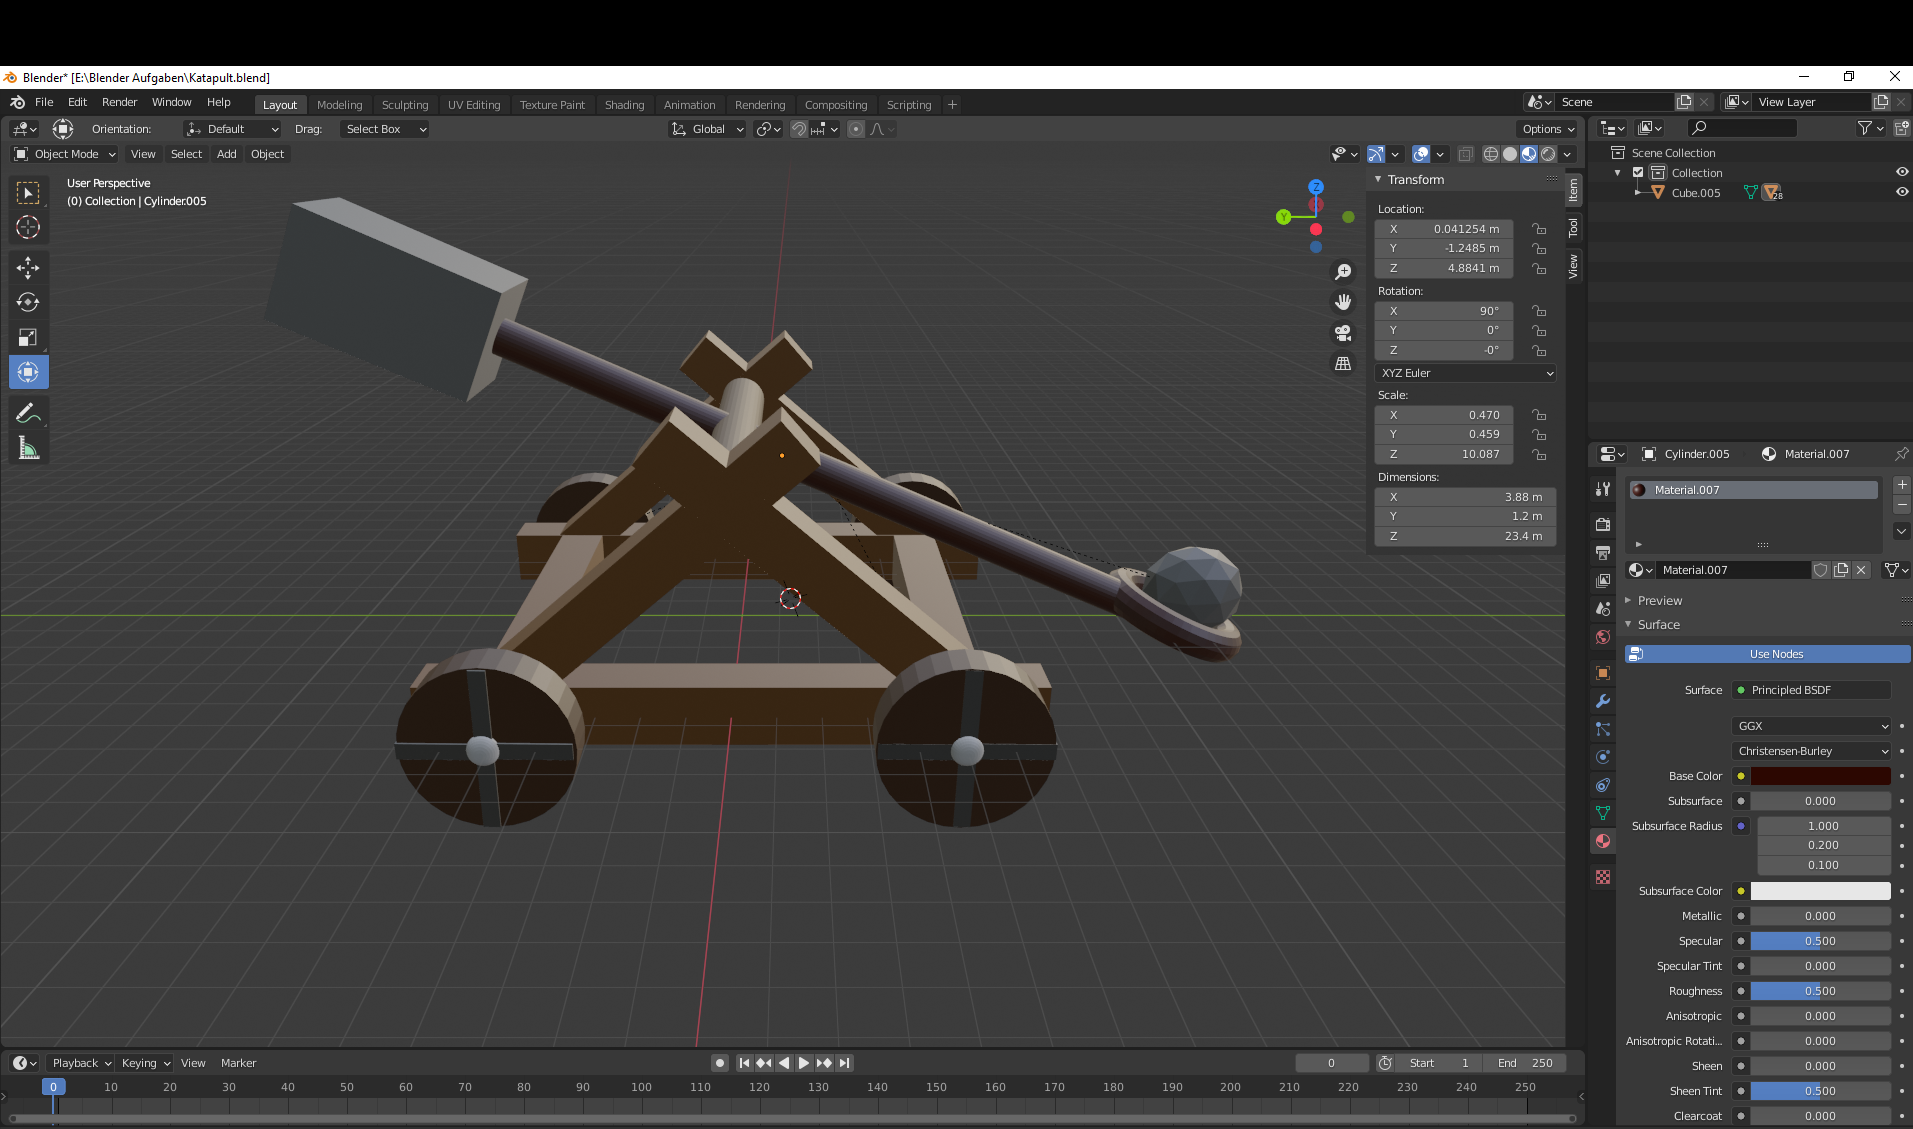 Blender* [E:\Blender Aufgaben\Katapult.blend]
File Edit Render Window Help
Layout Modeling Sculpting UV Editing Texture Paint Shading Animation Rendering Compositing Scripting +
Scene
View Layer
Orientation: Default Drag: Select Box
Global
Options
Object Mode View Select Add Object
User Perspective
(0) Collection | Cylinder.005
Z
Y
Transform
Location:
X 0.041254 m
Y -1.2485 m
Z 4.8841 m
Rotation:
X 90°
Y 0°
Z -0°
XYZ Euler
Scale:
X 0.470
Y 0.459
Z 10.087
Dimensions:
X 3.88 m
Y 1.2 m
Z 23.4 m
Item
Tool
View
Scene Collection
Collection
Cube.005 28
Cylinder.005 Material.007
Material.007
Material.007
Preview
Surface
Use Nodes
Surface Principled BSDF
GGX
Christensen-Burley
Base Color
Subsurface 0.000
Subsurface Radius 1.000
0.200
0.100
Subsurface Color
Metallic 0.000
Specular 0.500
Specular Tint 0.000
Roughness 0.500
Anisotropic 0.000
Anisotropic Rotati... 0.000
Sheen 0.000
Sheen Tint 0.500
Clearcoat 0.000
Playback Keying View Marker
0 Start 1 End 250
0 10 20 30 40 50 60 70 80 90 100 110 120 130 140 150 160 170 180 190 200 210 220 230 240 250